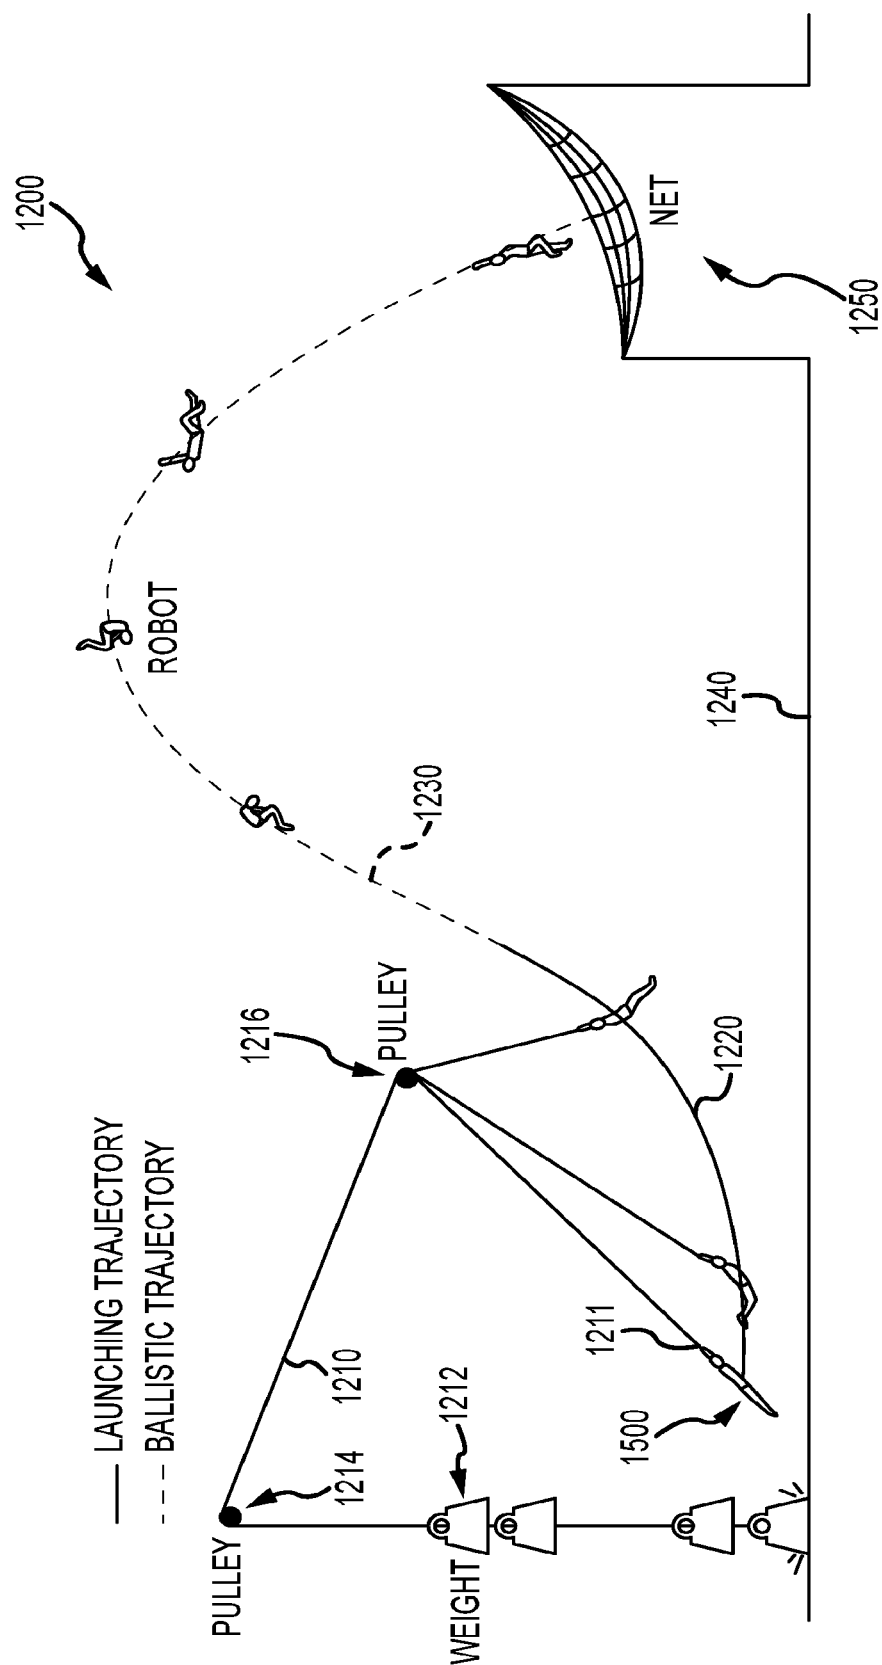 1200
LAUNCHING TRAJECTORY
BALLISTIC TRAJECTORY
ROBOT
PULLEY
1214
1210
1216
PULLEY
1230
WEIGHT
1212
1211
1500
1220
1240
NET
1250